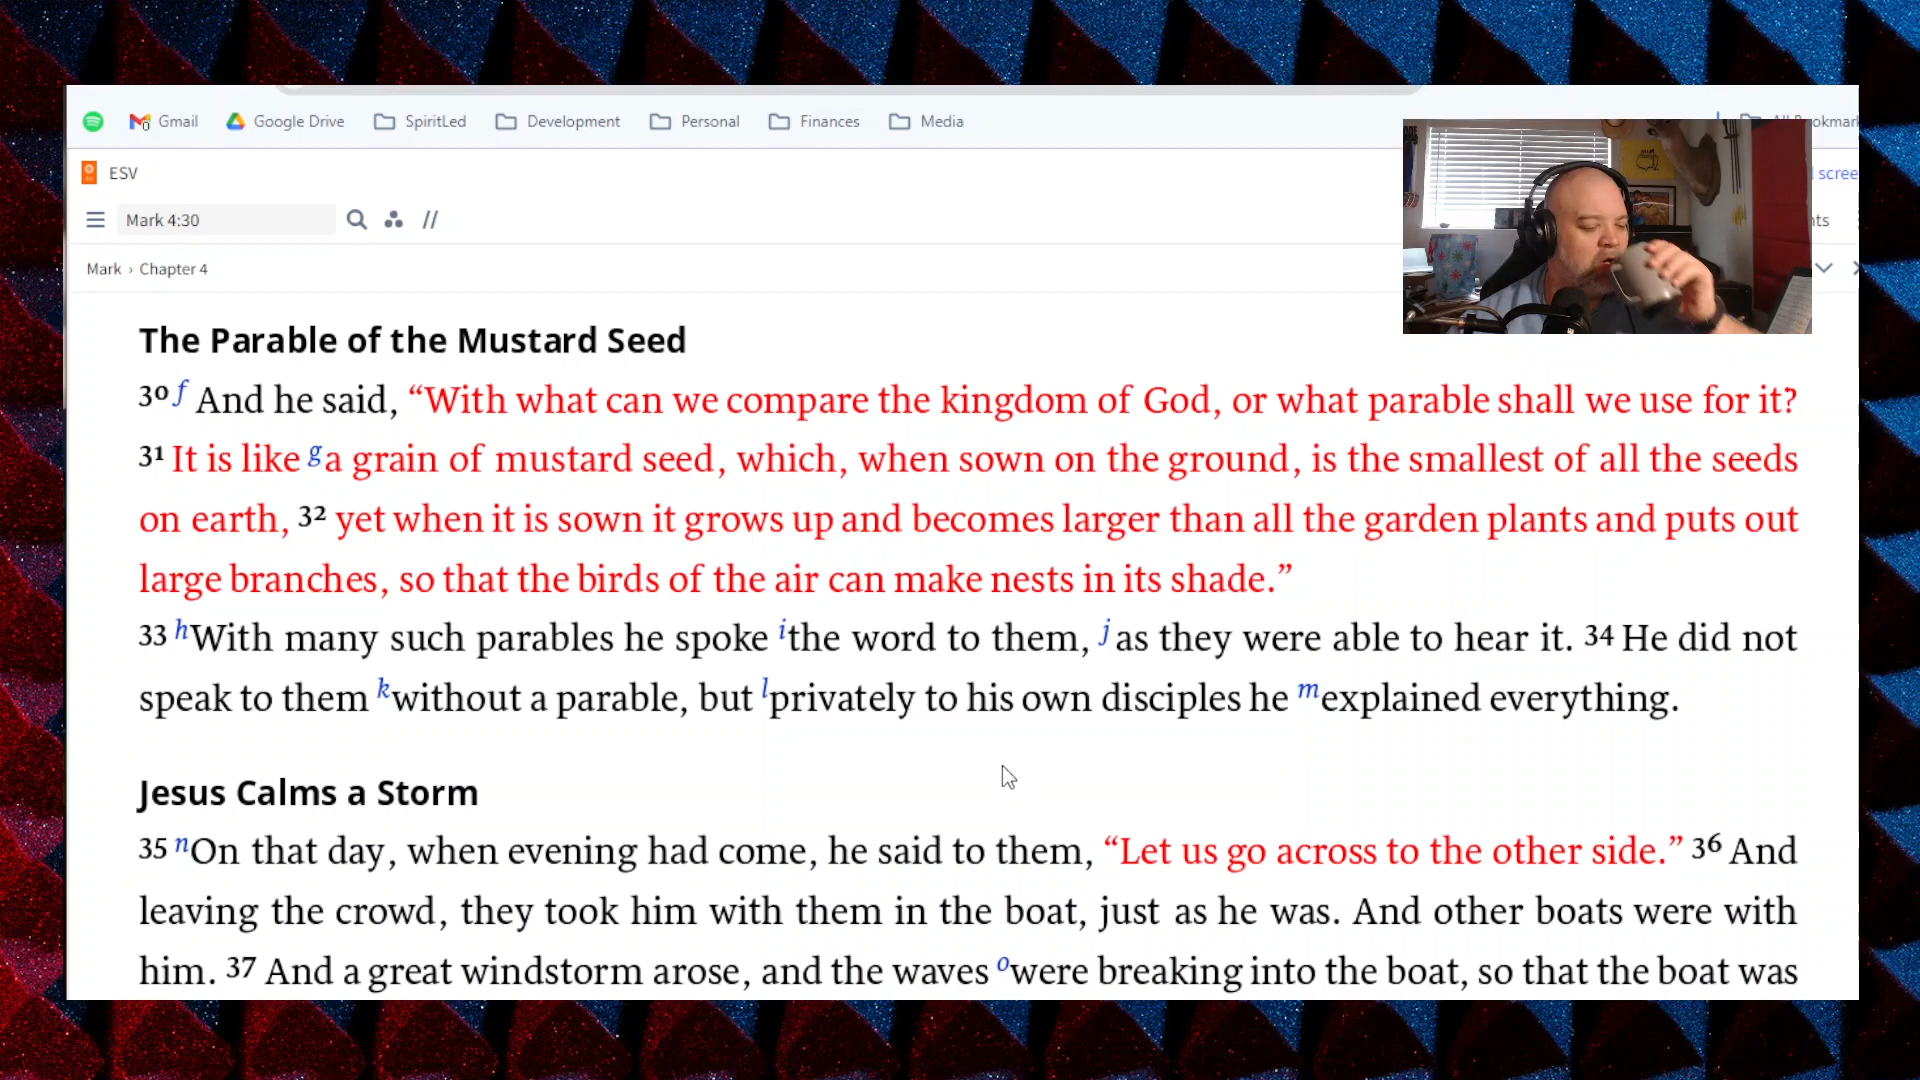 Gmail Google Drive SpiritLed Development Personal Finances Media
ESV
Mark 4:30 //
Mark › Chapter 4
The Parable of the Mustard Seed
30 f And he said, “With what can we compare the kingdom of God, or what parable shall we use for it?
31 It is like g a grain of mustard seed, which, when sown on the ground, is the smallest of all the seeds
on earth, 32 yet when it is sown it grows up and becomes larger than all the garden plants and puts out
large branches, so that the birds of the air can make nests in its shade.”
33 h With many such parables he spoke i the word to them, j as they were able to hear it. 34 He did not
speak to them k without a parable, but l privately to his own disciples he m explained everything.
Jesus Calms a Storm
35 n On that day, when evening had come, he said to them, “Let us go across to the other side.” 36 And
leaving the crowd, they took him with them in the boat, just as he was. And other boats were with
him. 37 And a great windstorm arose, and the waves o were breaking into the boat, so that the boat was